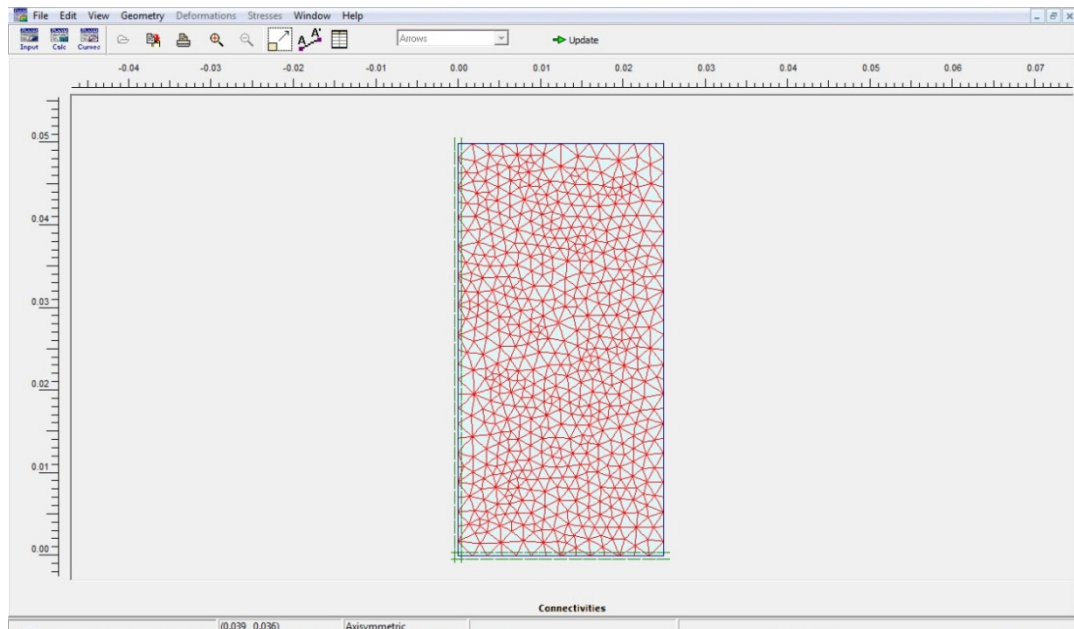 File Edit View Geometry Deformations Stresses Window Help
Input Calc Curves A A* Arrows Update
-0.04 -0.03 -0.02 -0.01 0.00 0.01 0.02 0.03 0.04 0.05 0.06 0.07
0.05
0.04
0.03
0.02
0.01
0.00
Connectivities
(0.039 0.036) Axisymmetric